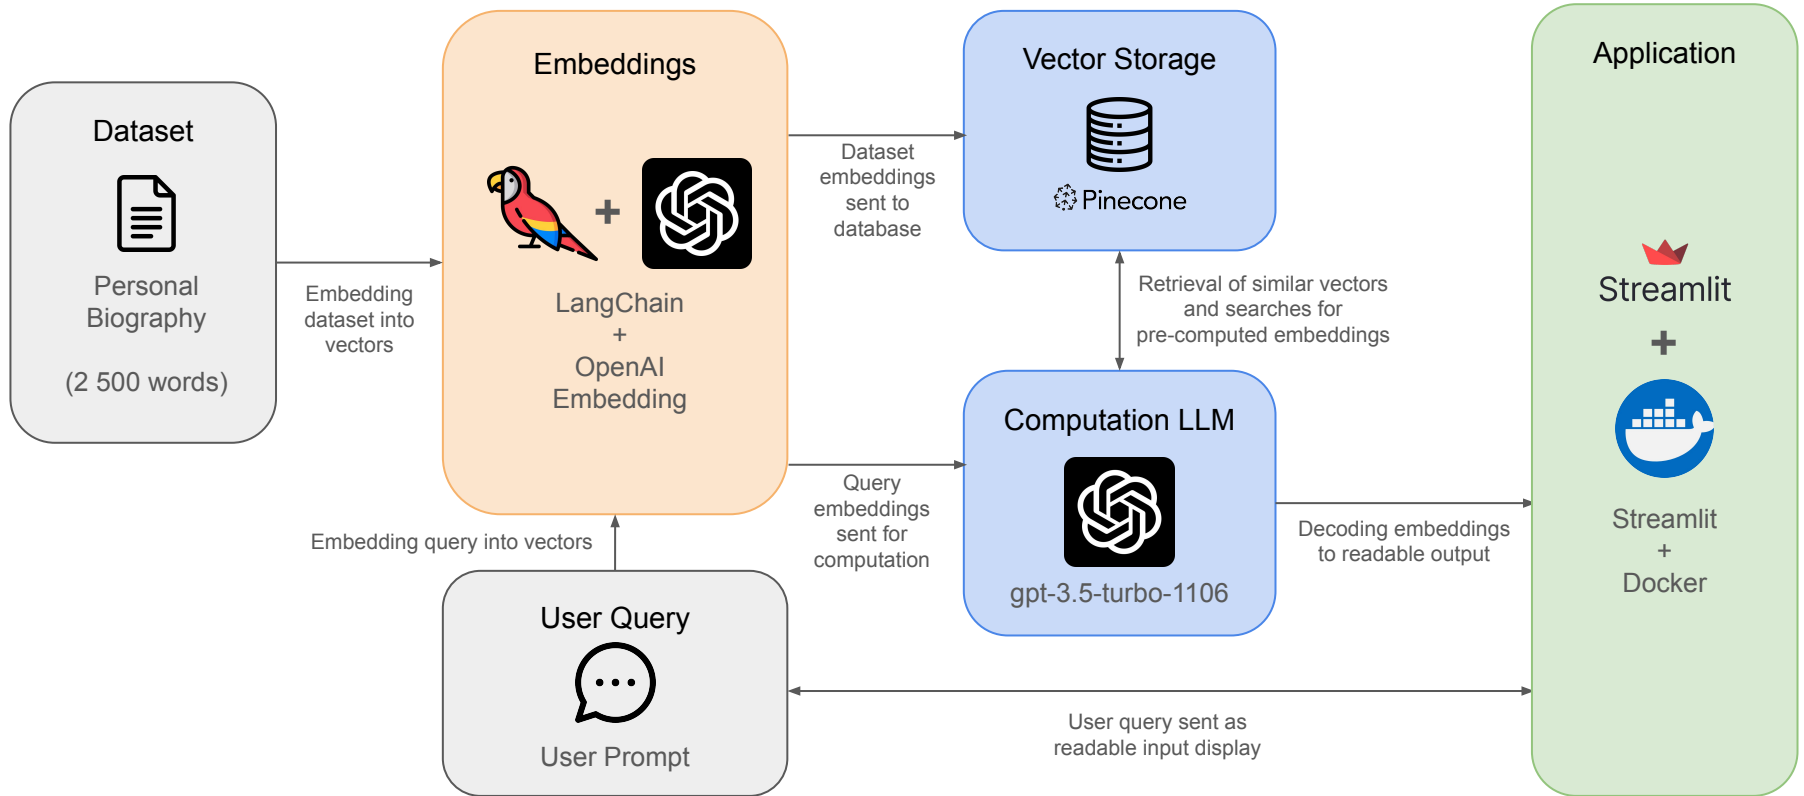 Dataset
Personal
Biography
(2 500 words)
Embedding
dataset into
vectors
Embeddings
+
LangChain
+
OpenAI
Embedding
Embedding query into vectors
User Query
User Prompt
Dataset
embeddings
sent to
database
Query
embeddings
sent for
computation
Vector Storage
Pinecone
Retrieval of similar vectors
and searches for
pre-computed embeddings
Computation LLM
gpt-3.5-turbo-1106
Decoding embeddings
to readable output
User query sent as
readable input display
Application
Streamlit
+
Streamlit
+
Docker